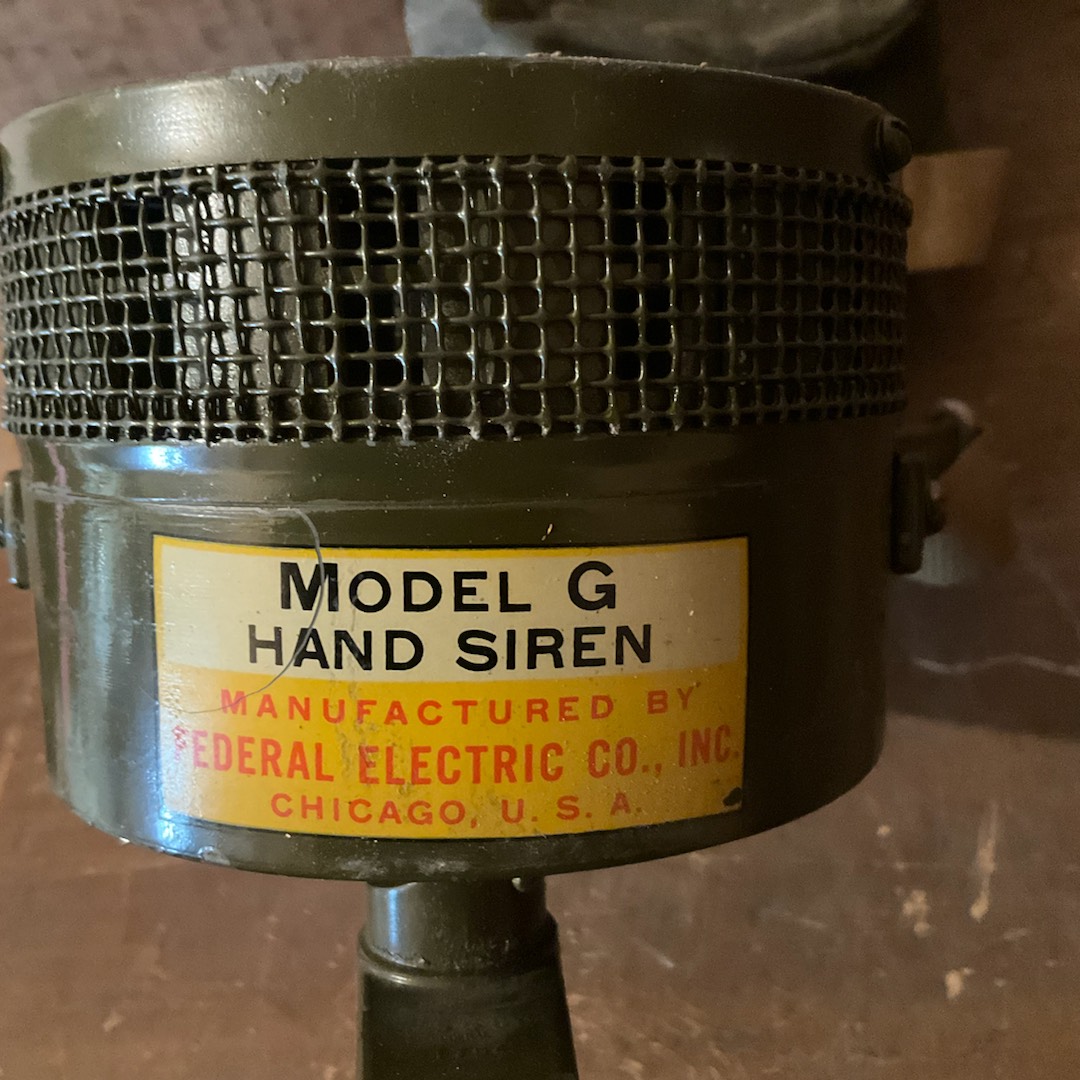 MODEL G
HAND SIREN
MANUFACTURED BY
FEDERAL ELECTRIC CO., INC.
CHICAGO, U. S. A.